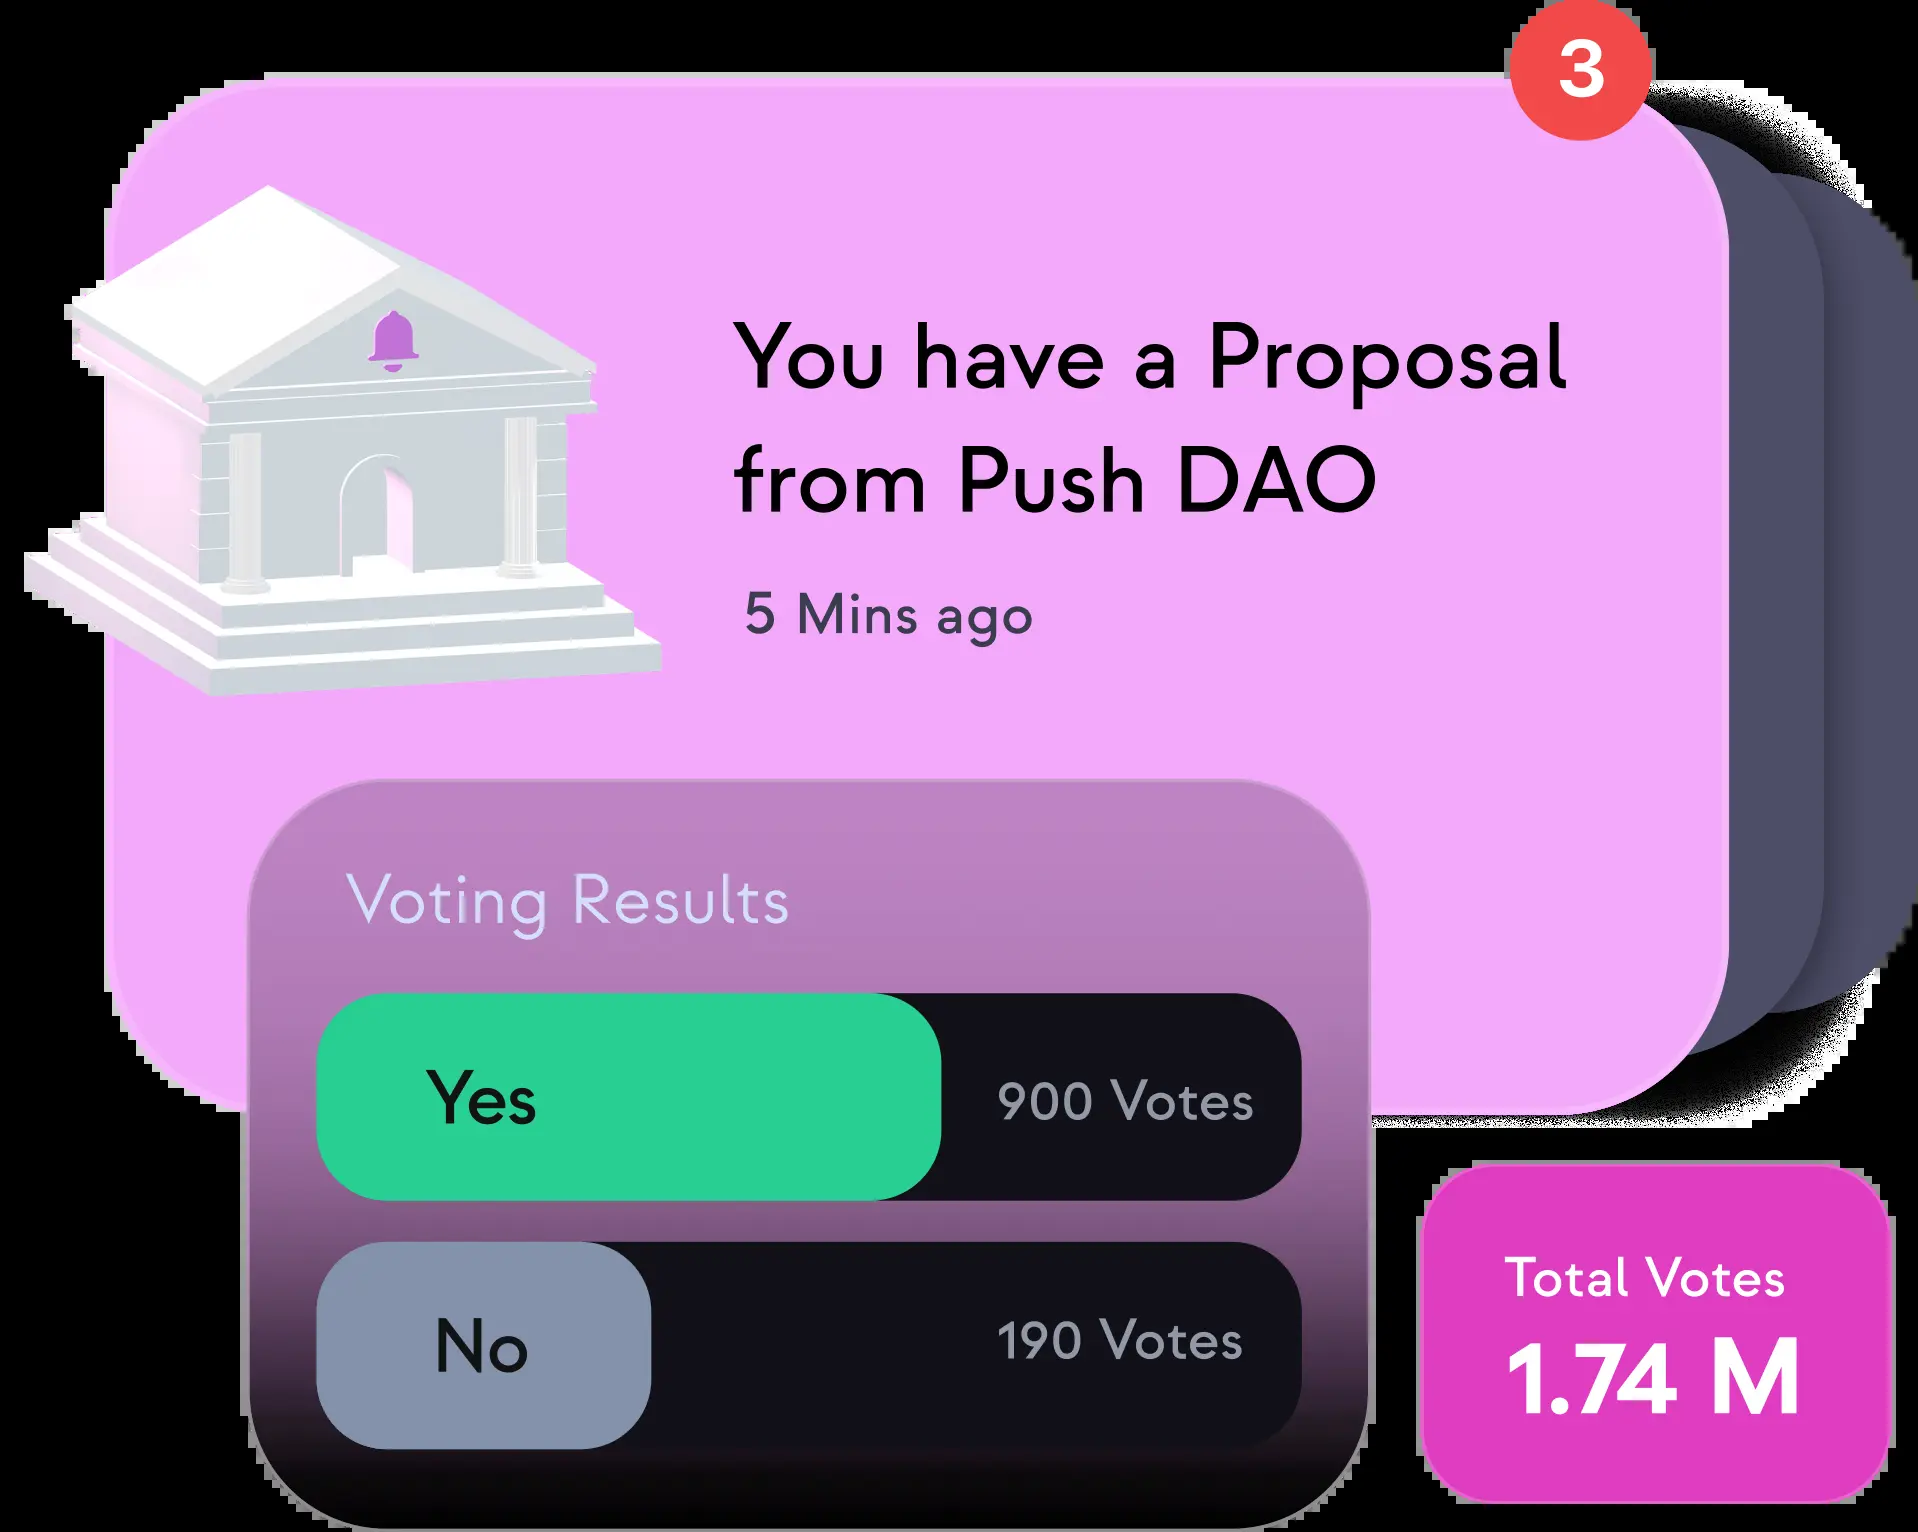 3
You have a Proposal
from Push DAO
5 Mins ago
Voting Results
Yes
900 Votes
No
190 Votes
Total Votes
1.74 M